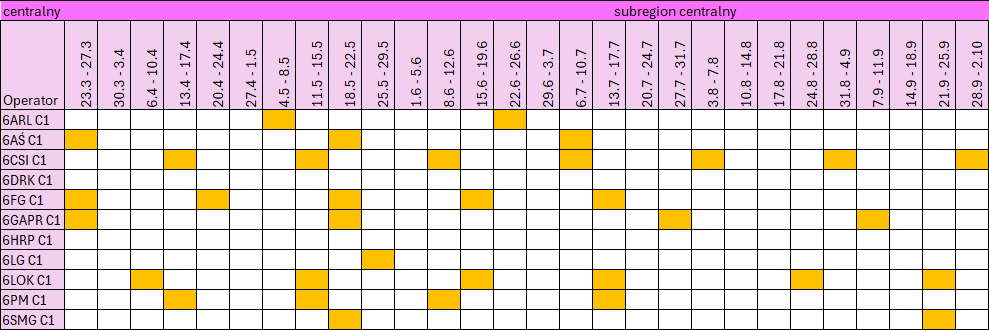 centralny subregion centralny
Operator 23.3 - 27.3 30.3 - 3.4 6.4 - 10.4 13.4 - 17.4 20.4 - 24.4 27.4 - 1.5 4.5 - 8.5 11.5 - 15.5 18.5 - 22.5 25.5 - 29.5 1.6 - 5.6 8.6 - 12.6 15.6 - 19.6 22.6 - 26.6 29.6 - 3.7 6.7 - 10.7 13.7 - 17.7 20.7 - 24.7 27.7 - 31.7 3.8 - 7.8 10.8 - 14.8 17.8 - 21.8 24.8 - 28.8 31.8 - 4.9 7.9 - 11.9 14.9 - 18.9 21.9 - 25.9 28.9 - 2.10
6ARL C1
6AŚ C1
6CSI C1
6DRK C1
6FG C1
6GAPR C1
6HRP C1
6LG C1
6LOK C1
6PM C1
6SMG C1